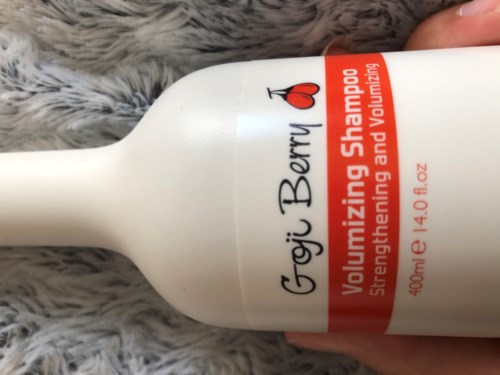 Goji Berry
Volumizing Shampoo
Strengthening and Volumizing
400ml e 14.0 fl.oz